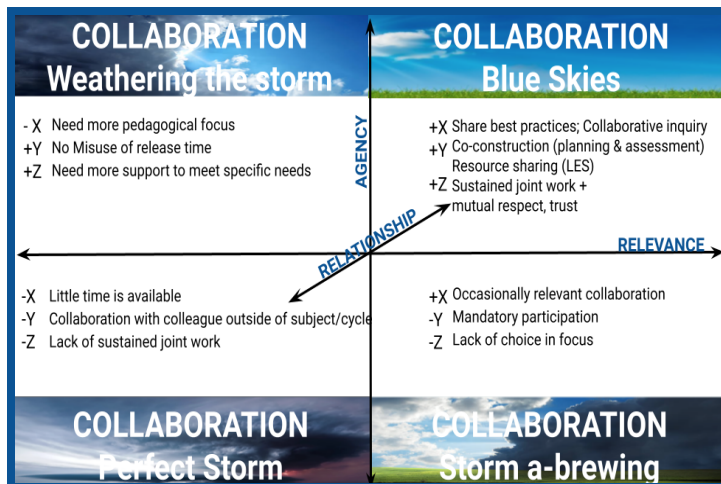 COLLABORATION
Weathering the storm
- X Need more pedagogical focus
+Y No Misuse of release time
+Z Need more support to meet specific needs
COLLABORATION
Blue Skies
+X Share best practices; Collaborative inquiry
+Y Co-construction (planning & assessment)
Resource sharing (LES)
+Z Sustained joint work +
mutual respect, trust
AGENCY
RELATIONSHIP
RELEVANCE
-X Little time is available
-Y Collaboration with colleague outside of subject/cycle
-Z Lack of sustained joint work
COLLABORATION
Perfect Storm
+X Occasionally relevant collaboration
-Y Mandatory participation
-Z Lack of choice in focus
COLLABORATION
Storm a-brewing